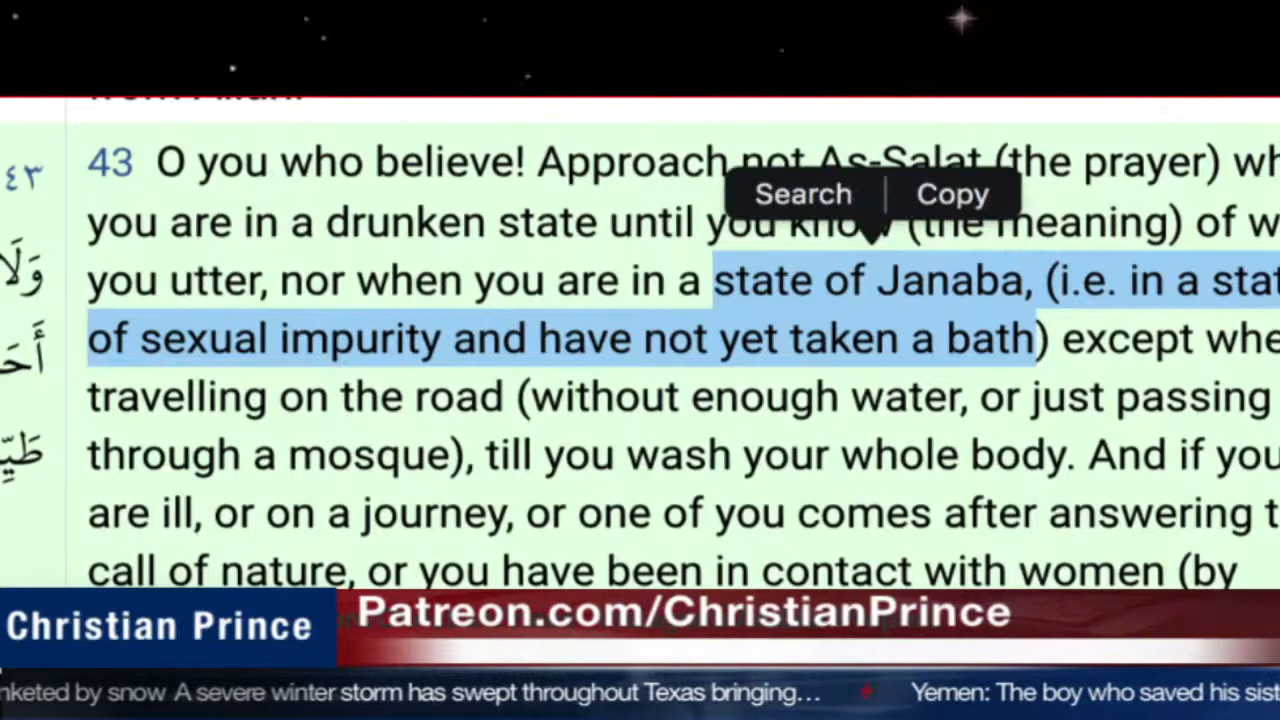 43 O you who believe! Approach not As-Salat (the prayer) wh
Search Copy
you are in a drunken state until you know (the meaning) of w
you utter, nor when you are in a state of Janaba, (i.e. in a stat
of sexual impurity and have not yet taken a bath) except whe
travelling on the road (without enough water, or just passing
through a mosque), till you wash your whole body. And if you
are ill, or on a journey, or one of you comes after answering t
call of nature, or you have been in contact with women (by
٤٣
وَلَا
أَحَ
طَيِّ
Christian Prince
Patreon.com/ChristianPrince
nketed by snow A severe winter storm has swept throughout Texas bringing... Yemen: The boy who saved his sist